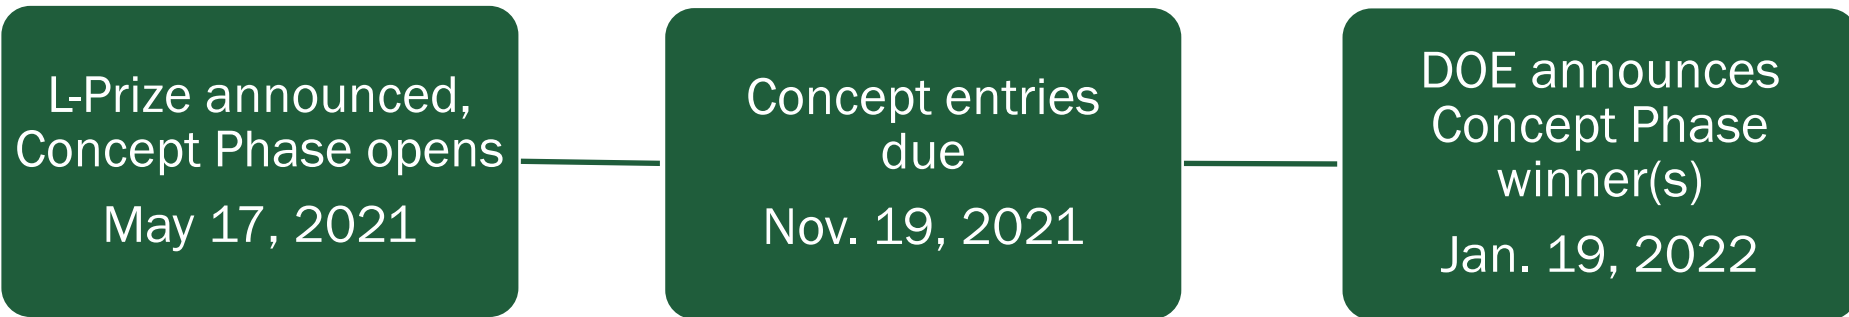 L-Prize announced,
Concept Phase opens
May 17, 2021
Concept entries
due
Nov. 19, 2021
DOE announces
Concept Phase
winner(s)
Jan. 19, 2022